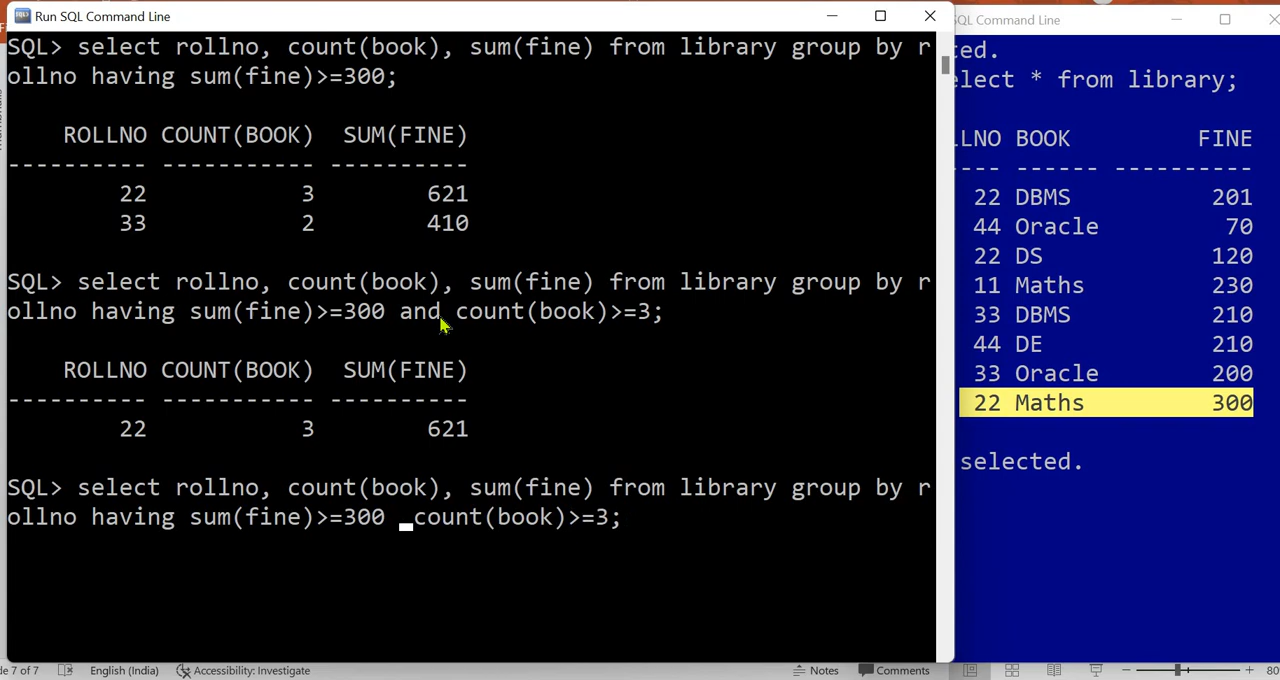 Run SQL Command Line
SQL> select rollno, count(book), sum(fine) from library group by r
ollno having sum(fine)>=300;
ROLLNO COUNT(BOOK) SUM(FINE)
---------- ----------- ----------
22 3 621
33 2 410
SQL> select rollno, count(book), sum(fine) from library group by r
ollno having sum(fine)>=300 and count(book)>=3;
ROLLNO COUNT(BOOK) SUM(FINE)
---------- ----------- ----------
22 3 621
SQL> select rollno, count(book), sum(fine) from library group by r
ollno having sum(fine)>=300 count(book)>=3;
SQL Command Line
ted.
elect * from library;
LLNO BOOK FINE
---- ------ ----------
22 DBMS 201
44 Oracle 70
22 DS 120
11 Maths 230
33 DBMS 210
44 DE 210
33 Oracle 200
22 Maths 300
selected.
de 7 of 7 English (India) Accessibility: Investigate Notes Comments 80